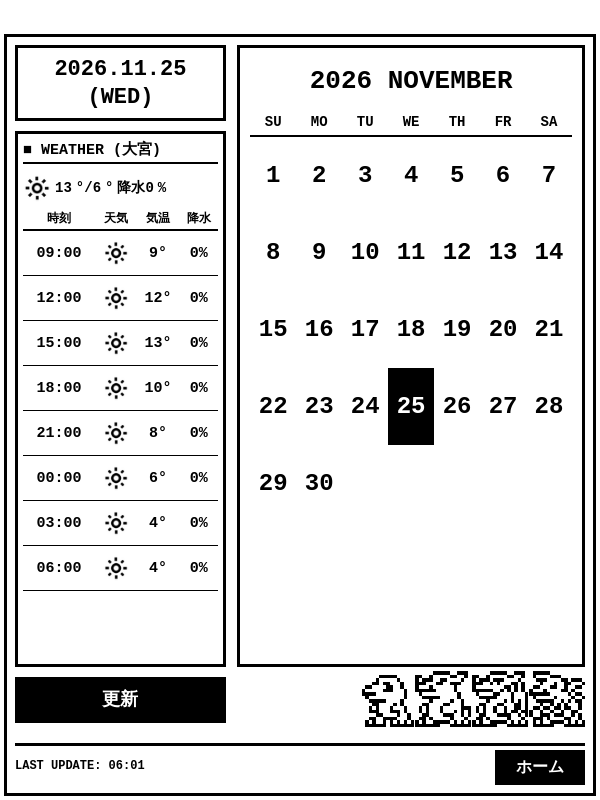 2026.11.25
(WED)
■ WEATHER (大宮)
13°/6° 降水0%
時刻 天気 気温 降水
09:00 9° 0%
12:00 12° 0%
15:00 13° 0%
18:00 10° 0%
21:00 8° 0%
00:00 6° 0%
03:00 4° 0%
06:00 4° 0%
更新
2026 NOVEMBER
SU MO TU WE TH FR SA
1 2 3 4 5 6 7
8 9 10 11 12 13 14
15 16 17 18 19 20 21
22 23 24 25 26 27 28
29 30
LAST UPDATE: 06:01
ホーム